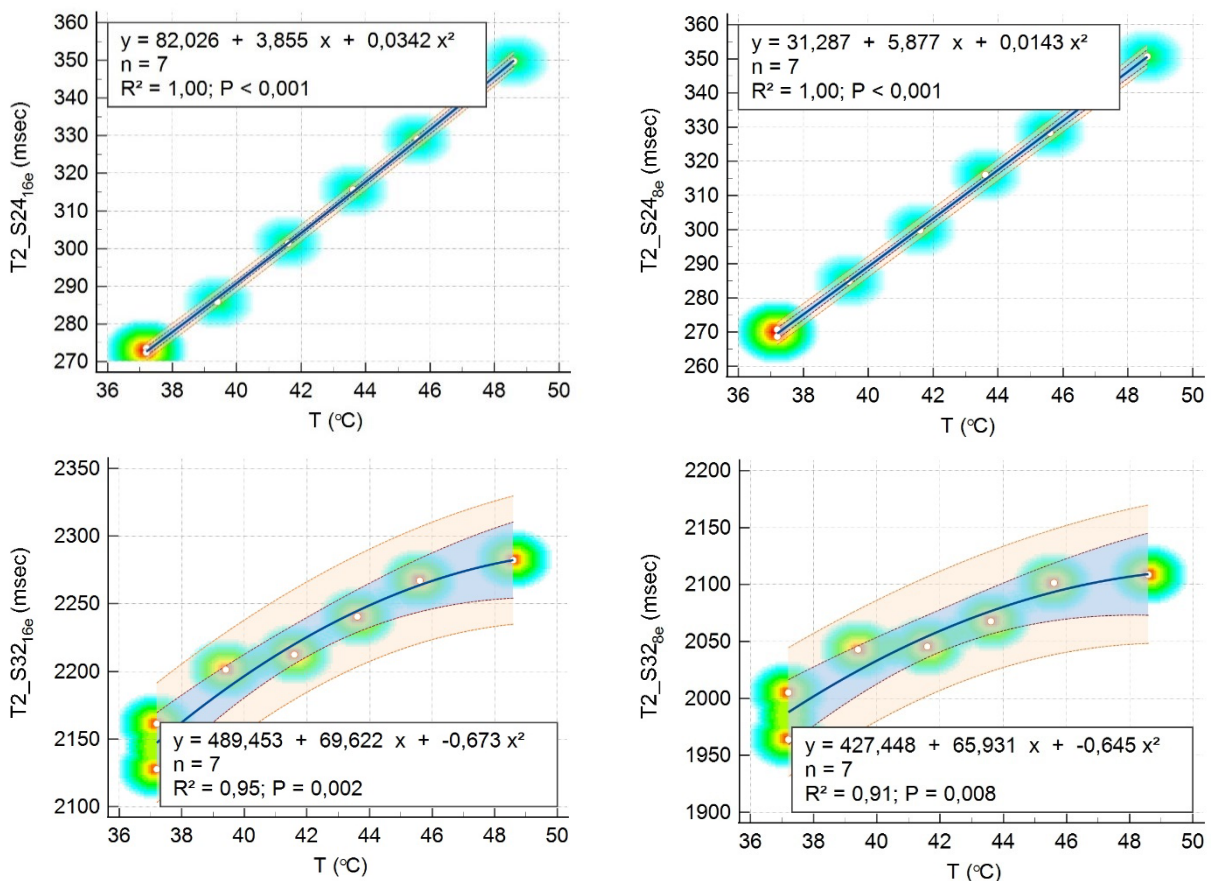 360
350
340
330
320
310
300
290
280
270
T2_S24₁₆ₑ (msec)
y = 82,026 + 3,855 x + 0,0342 x²
n = 7
R² = 1,00; P < 0,001
36 38 40 42 44 46 48 50
T (°C)
360
350
340
330
320
310
300
290
280
270
260
T2_S24₈ₑ (msec)
y = 31,287 + 5,877 x + 0,0143 x²
n = 7
R² = 1,00; P < 0,001
36 38 40 42 44 46 48 50
T (°C)
2350
2300
2250
2200
2150
2100
T2_S32₁₆ₑ (msec)
y = 489,453 + 69,622 x + -0,673 x²
n = 7
R² = 0,95; P = 0,002
36 38 40 42 44 46 48 50
T (°C)
2200
2150
2100
2050
2000
1950
1900
T2_S32₈ₑ (msec)
y = 427,448 + 65,931 x + -0,645 x²
n = 7
R² = 0,91; P = 0,008
36 38 40 42 44 46 48 50
T (°C)